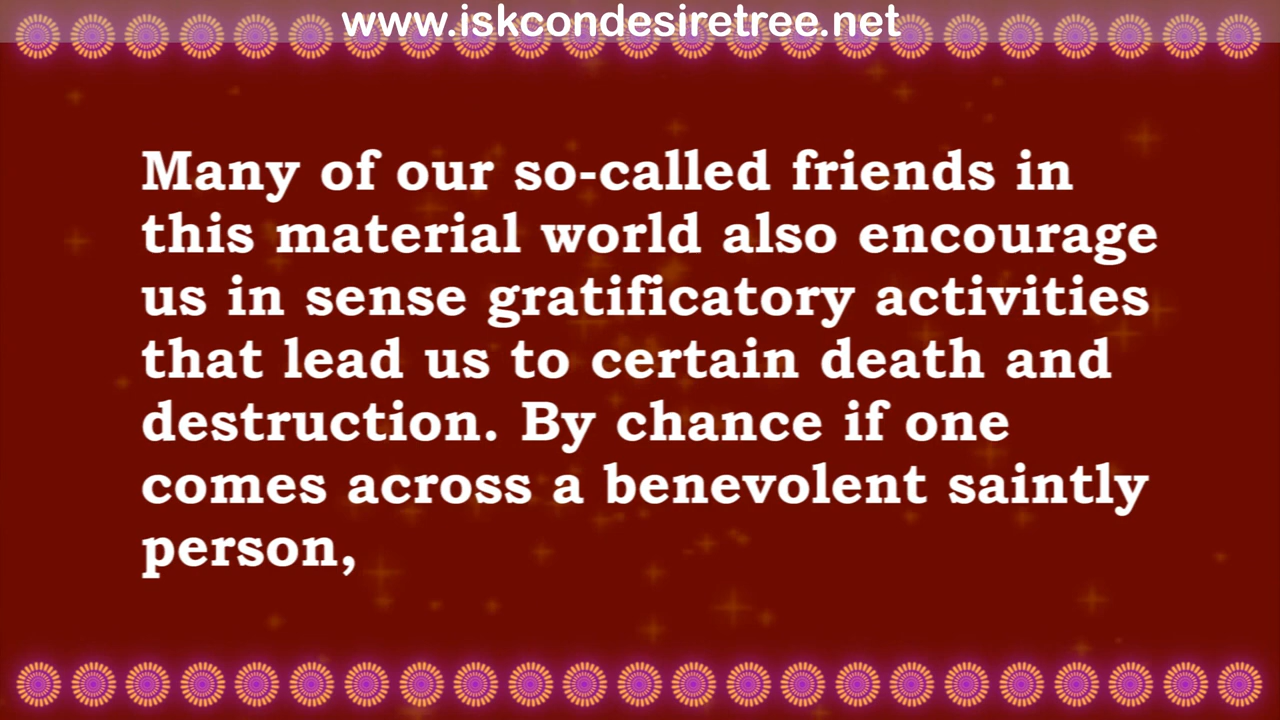 www.iskcondesiretree.net
Many of our so-called friends in
this material world also encourage
us in sense gratificatory activities
that lead us to certain death and
destruction. By chance if one
comes across a benevolent saintly
person,